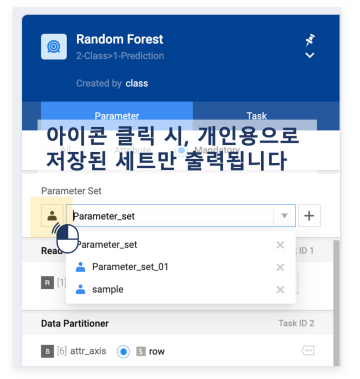 Random Forest
2-Class>1-Prediction
Created by class
Parameter Task
아이콘 클릭 시, 개인용으로
Mandatory
저장된 세트만 출력됩니다
Parameter Set
Parameter_set
Parameter_set
Parameter_set_01
sample
Read ID 1
R [1]
Data Partitioner Task ID 2
S [6] attr_axis S row